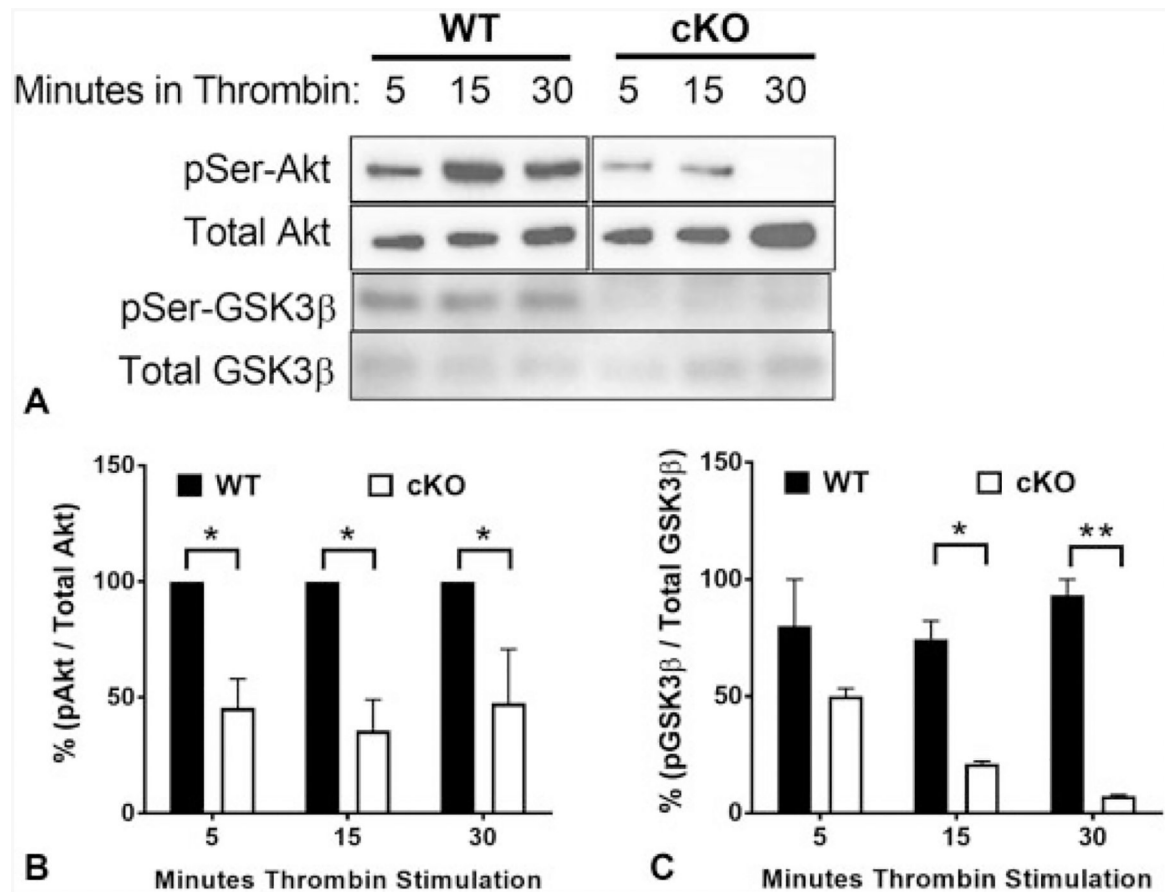 WT cKO
Minutes in Thrombin: 5 15 30 5 15 30
pSer-Akt
Total Akt
pSer-GSK3β
Total GSK3β
A
150
100
50
0
% (pAkt / Total Akt)
WT cKO
* * *
5 15 30
Minutes Thrombin Stimulation
B
150
100
50
0
% (pGSK3β / Total GSK3β)
WT cKO
* **
5 15 30
Minutes Thrombin Stimulation
C